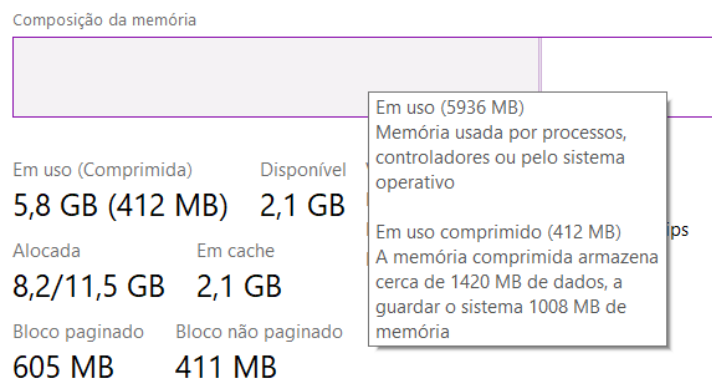 Composição da memória
Em uso (5936 MB)
Memória usada por processos,
controladores ou pelo sistema
operativo
Em uso comprimido (412 MB)
A memória comprimida armazena
cerca de 1420 MB de dados, a
guardar o sistema 1008 MB de
memória
Em uso (Comprimida) Disponível
5,8 GB (412 MB) 2,1 GB
Alocada Em cache
8,2/11,5 GB 2,1 GB
Bloco paginado Bloco não paginado
605 MB 411 MB